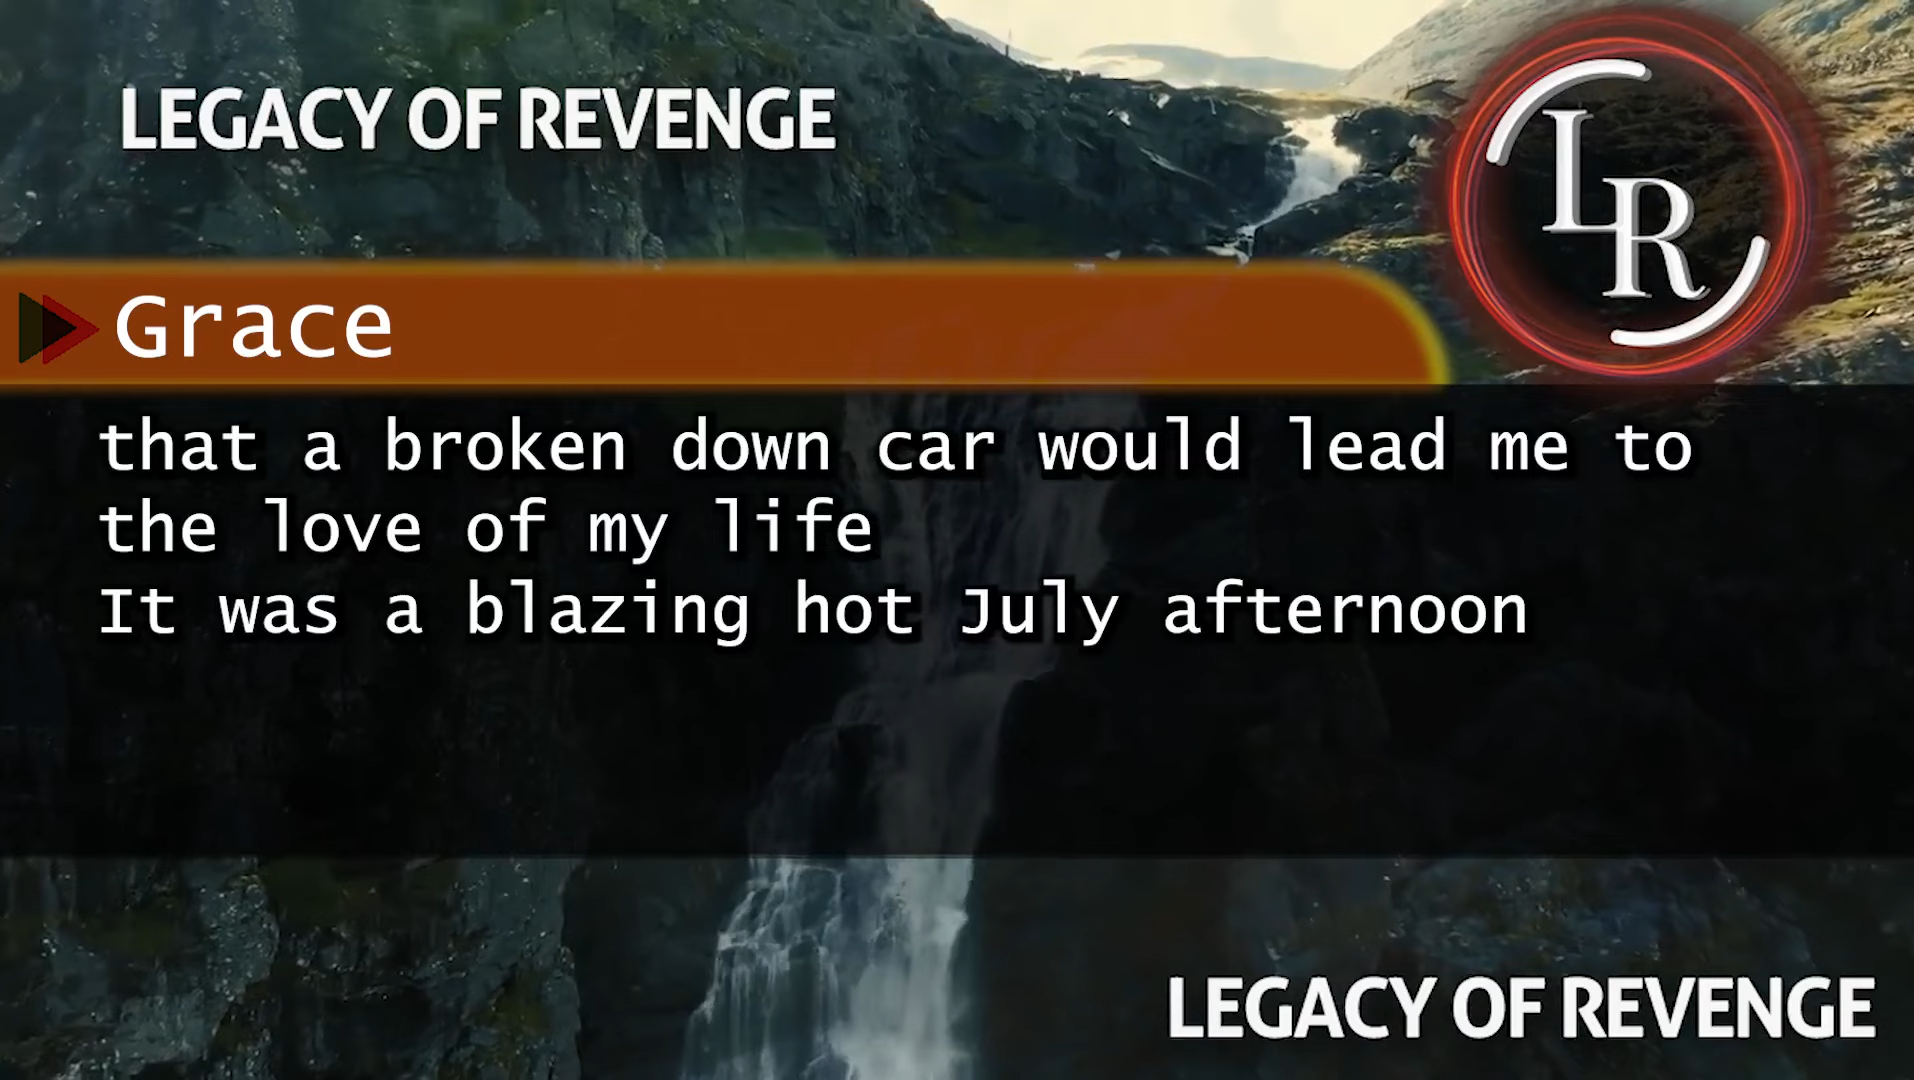 LEGACY OF REVENGE
LR
Grace
that a broken down car would lead me to
the love of my life
It was a blazing hot July afternoon
LEGACY OF REVENGE